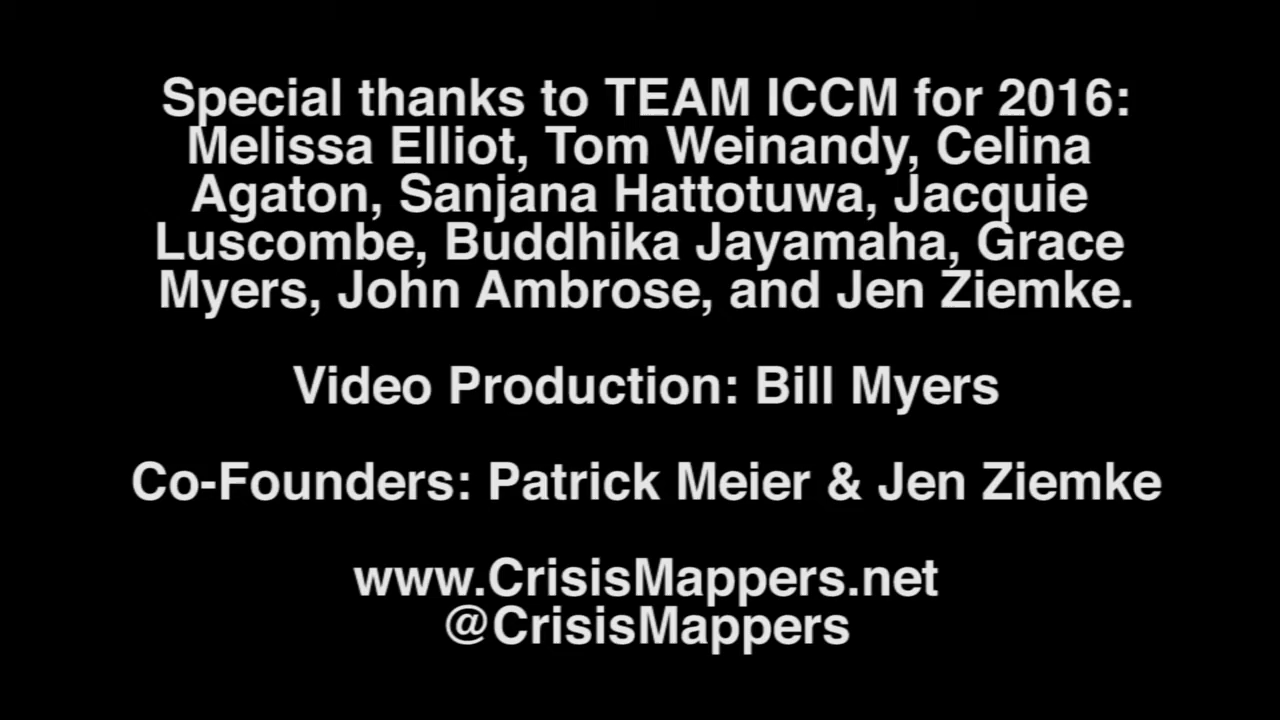 Special thanks to TEAM ICCM for 2016:
Melissa Elliot, Tom Weinandy, Celina
Agaton, Sanjana Hattotuwa, Jacquie
Luscombe, Buddhika Jayamaha, Grace
Myers, John Ambrose, and Jen Ziemke.
Video Production: Bill Myers
Co-Founders: Patrick Meier & Jen Ziemke
www.CrisisMappers.net
@CrisisMappers